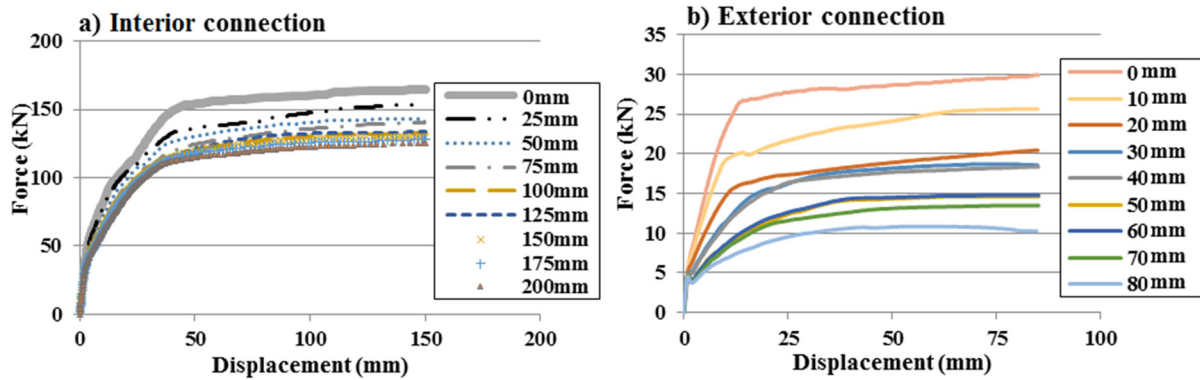 a) Interior connection
200
150
100
50
0
0 50 100 150 200
Force (kN)
Displacement (mm)
0mm
25mm
50mm
75mm
100mm
125mm
150mm
175mm
200mm
b) Exterior connection
35
30
25
20
15
10
5
0
0 25 50 75 100
Force (kN)
Displacement (mm)
0 mm
10 mm
20 mm
30 mm
40 mm
50 mm
60 mm
70 mm
80 mm